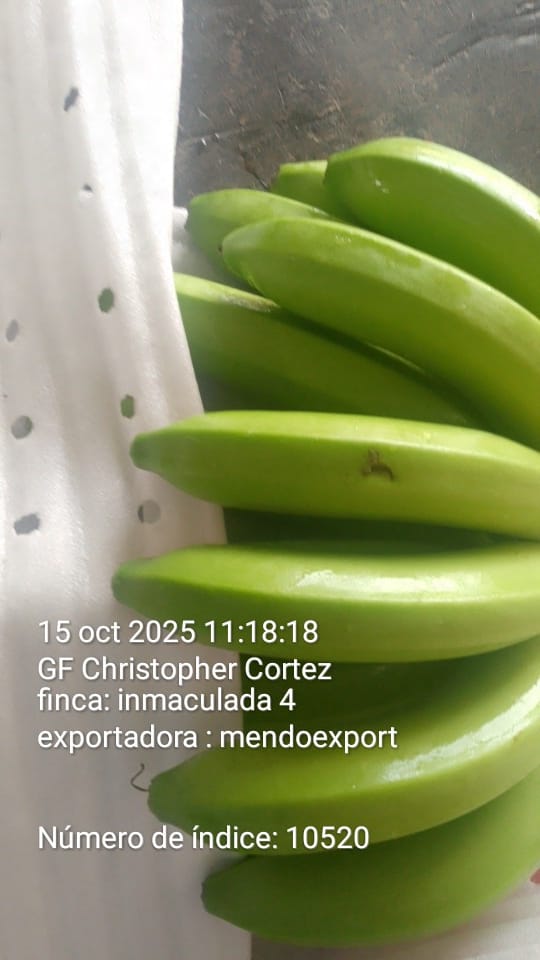 15 oct 2025 11:18:18
GF Christopher Cortez
finca: inmaculada 4
exportadora : mendoexport
Número de índice: 10520